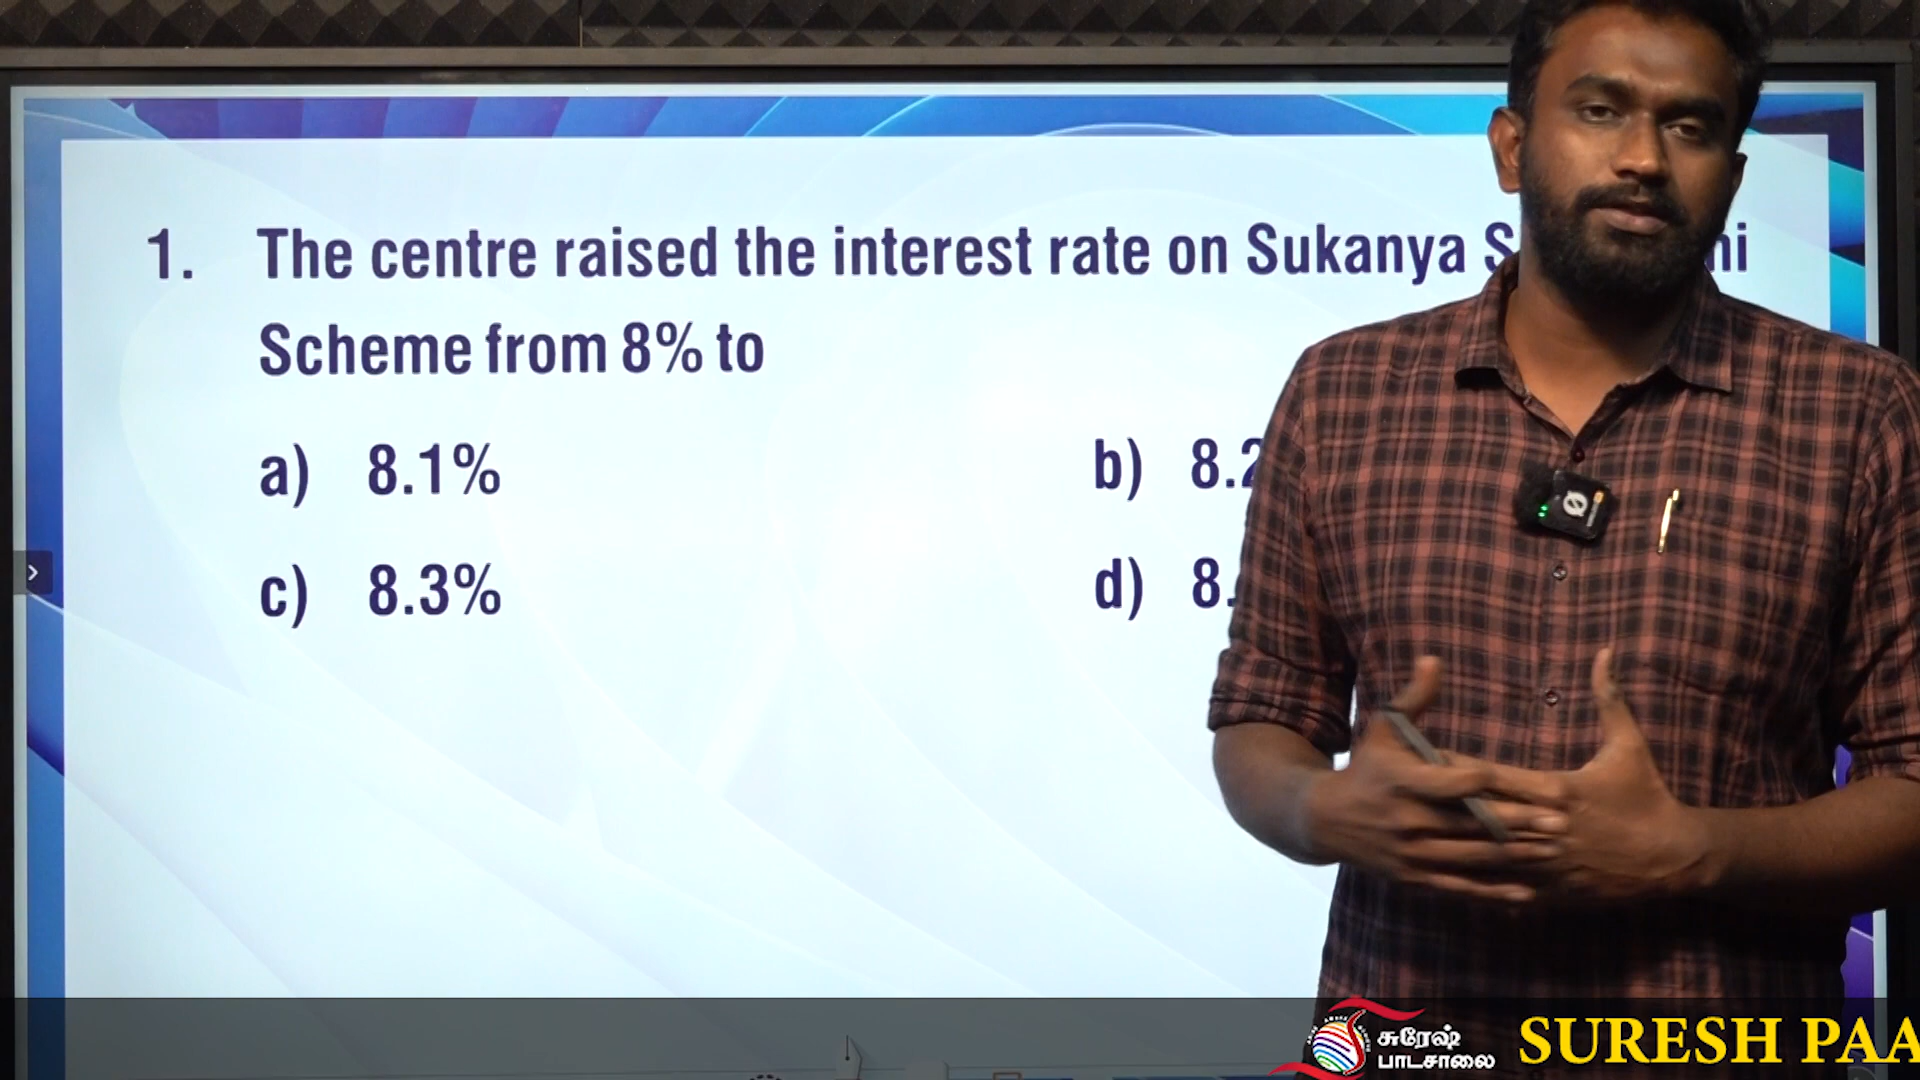 1. The centre raised the interest rate on Sukanya
Scheme from 8% to
a) 8.1%
b) 8.2
c) 8.3%
d) 8.
சுரேஷ்
பாடசாலை
SURESH PAA